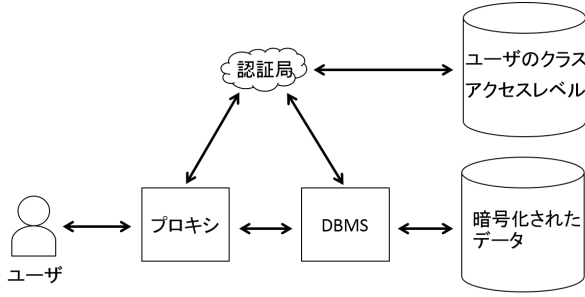 認証局
ユーザのクラス
アクセスレベル
プロキシ
DBMS
暗号化された
データ
ユーザ